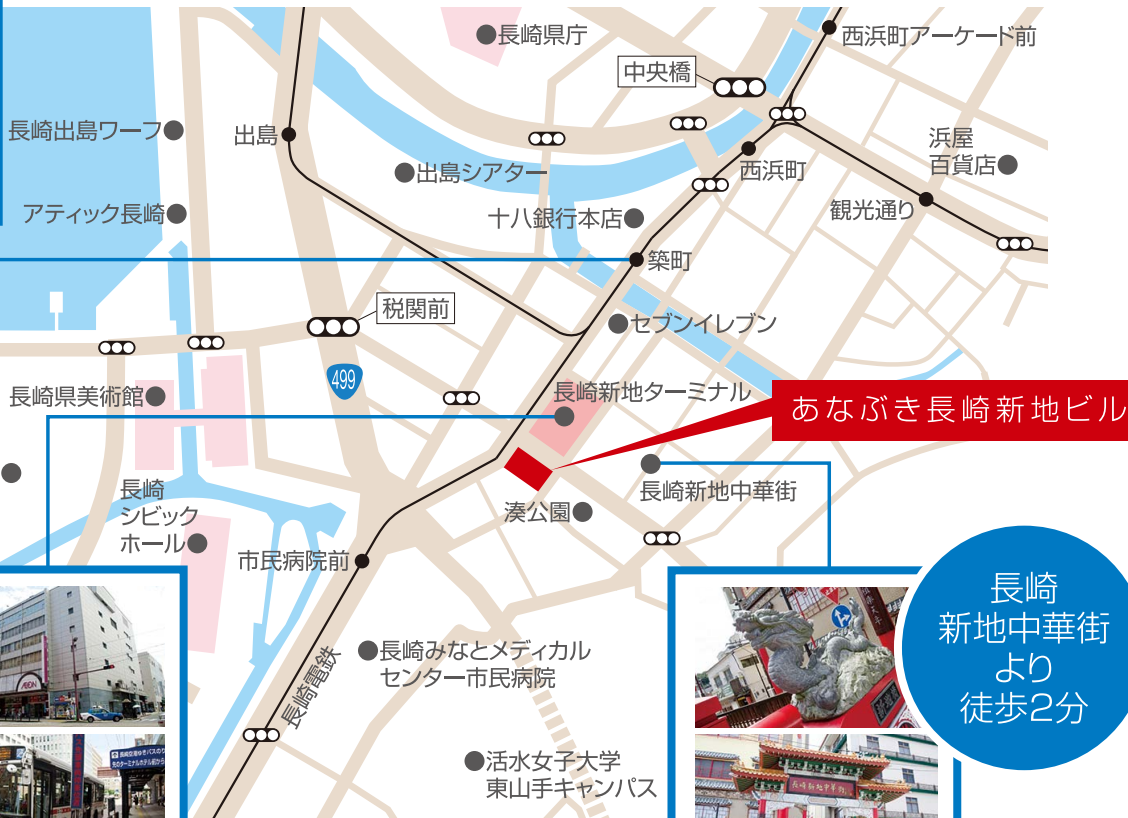 長崎県庁
西浜町アーケード前
中央橋
長崎出島ワーフ
出島
浜屋
百貨店
出島シアター
西浜町
アティック長崎
十八銀行本店
観光通り
築町
税関前
セブンイレブン
499
長崎県美術館
長崎新地ターミナル
あなぶき長崎新地ビル
長崎新地中華街
長崎
シビック
ホール
湊公園
市民病院前
長崎
新地中華街
より
徒歩2分
長崎電鉄
長崎みなとメディカル
センター市民病院
AEON
活水女子大学
東山手キャンパス
長崎新地中華街